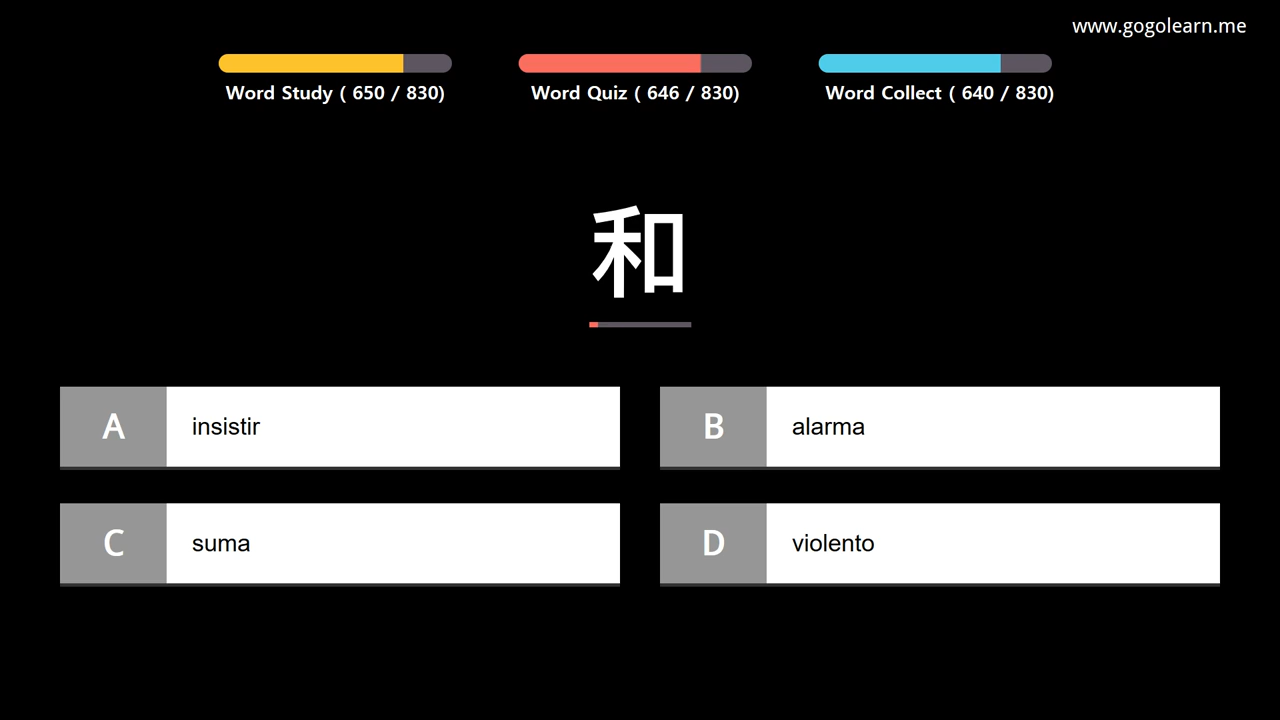 www.gogolearn.me
Word Study ( 650 / 830)
Word Quiz ( 646 / 830)
Word Collect ( 640 / 830)
和
A insistir
B alarma
C suma
D violento